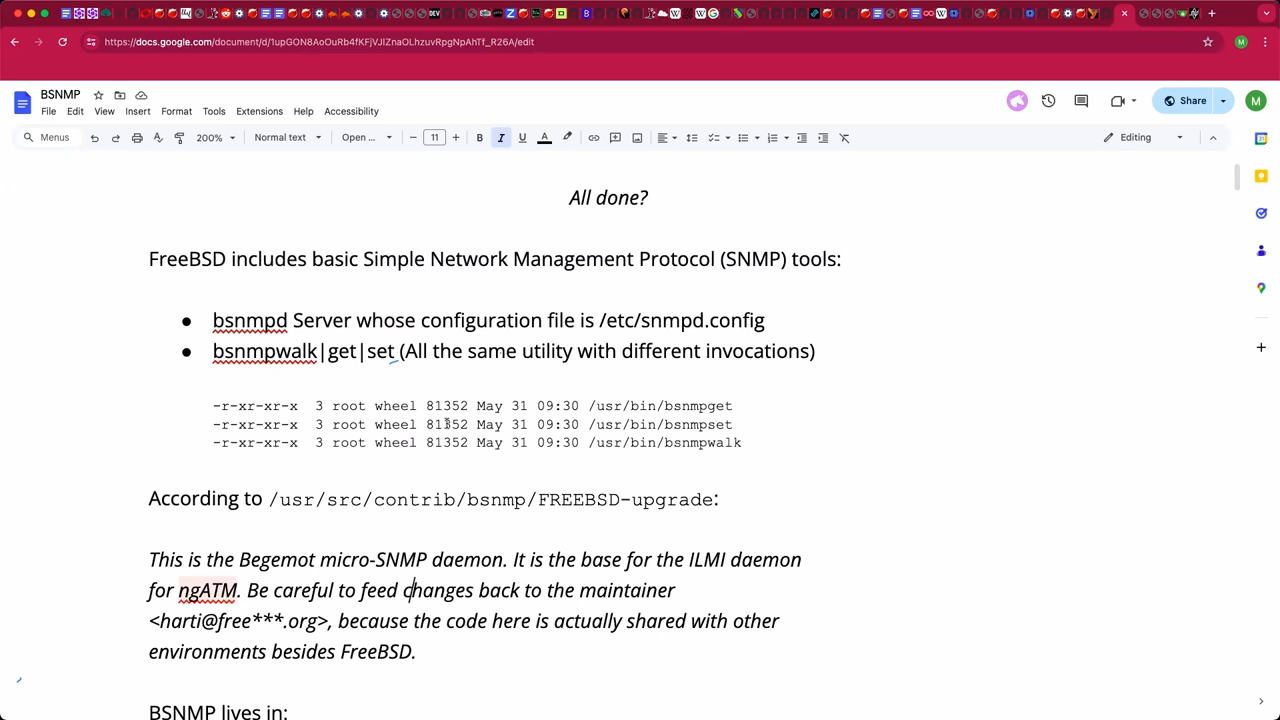 https://docs.google.com/document/d/1upGON8AoOuRb4fKFjVJIZnaOLhzuvRpgNpAhTf_R26A/edit
M
BSNMP
File Edit View Insert Format Tools Extensions Help Accessibility
Share
M
Menus
200%
Normal text
Open ...
11
B I U A
Editing
All done?
FreeBSD includes basic Simple Network Management Protocol (SNMP) tools:
● bsnmpd Server whose configuration file is /etc/snmpd.config
● bsnmpwalk|get|set (All the same utility with different invocations)
-r-xr-xr-x 3 root wheel 81352 May 31 09:30 /usr/bin/bsnmpget
-r-xr-xr-x 3 root wheel 81352 May 31 09:30 /usr/bin/bsnmpset
-r-xr-xr-x 3 root wheel 81352 May 31 09:30 /usr/bin/bsnmpwalk
According to /usr/src/contrib/bsnmp/FREEBSD-upgrade:
This is the Begemot micro-SNMP daemon. It is the base for the ILMI daemon
for ngATM. Be careful to feed changes back to the maintainer
<harti@free***.org>, because the code here is actually shared with other
environments besides FreeBSD.
BSNMP lives in: